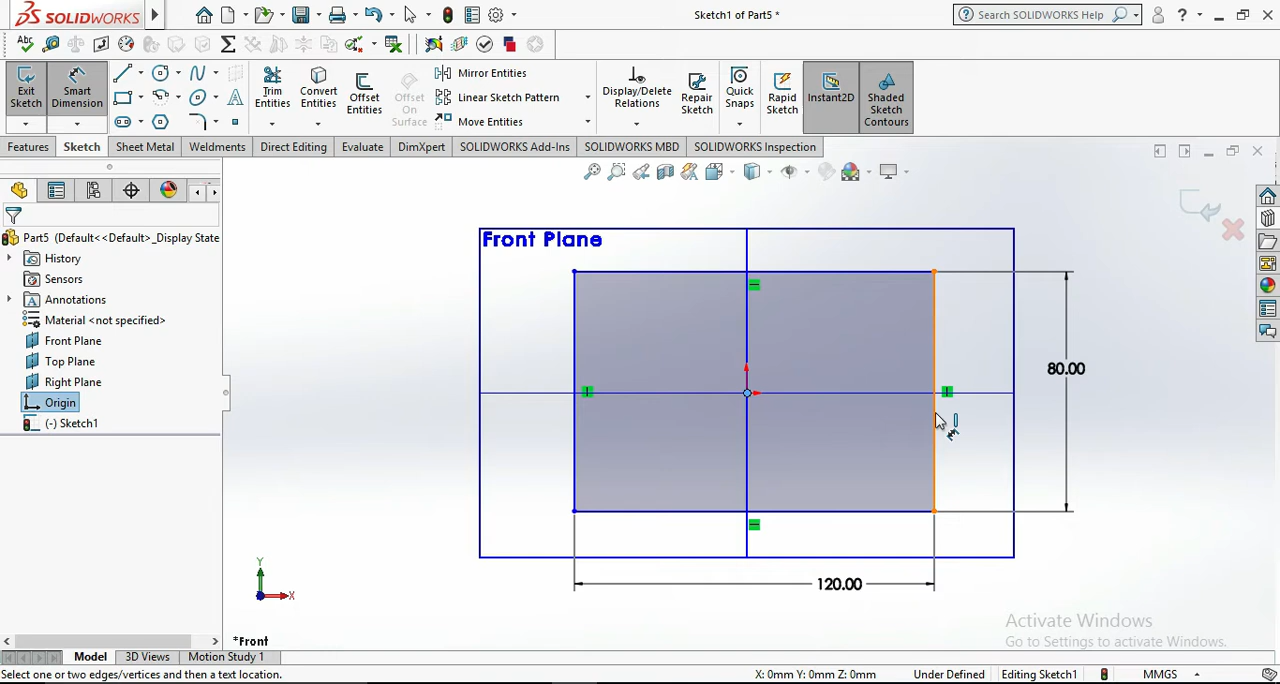 SOLIDWORKS
Sketch1 of Part5 *
Search SOLIDWORKS Help
?
Abc
Exit Sketch
Smart Dimension
Trim Entities
Convert Entities
Offset Entities
Offset On Surface
Mirror Entities
Linear Sketch Pattern
Move Entities
Display/Delete Relations
Repair Sketch
Quick Snaps
Rapid Sketch
Instant2D
Shaded Sketch Contours
Features
Sketch
Sheet Metal
Weldments
Direct Editing
Evaluate
DimXpert
SOLIDWORKS Add-Ins
SOLIDWORKS MBD
SOLIDWORKS Inspection
Part5 (Default<<Default>_Display State
History
Sensors
Annotations
Material <not specified>
Front Plane
Top Plane
Right Plane
Origin
(-) Sketch1
Front Plane
80.00
120.00
Y
X
*Front
Activate Windows
Go to Settings to activate Windows.
Model
3D Views
Motion Study 1
Select one or two edges/vertices and then a text location.
X: 0mm Y: 0mm Z: 0mm
Under Defined
Editing Sketch1
MMGS